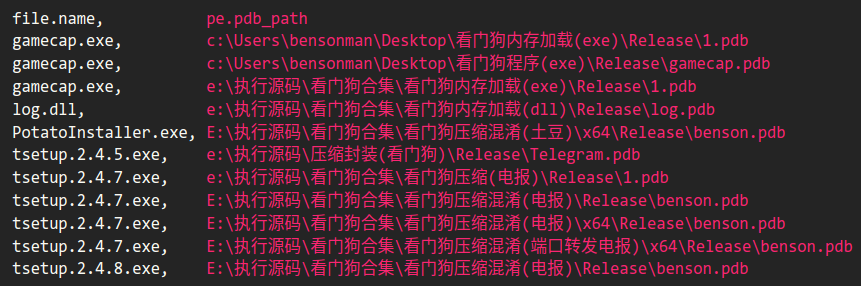 file.name, pe.pdb_path
gamecap.exe, c:\Users\bensonman\Desktop\看门狗内存加载(exe)\Release\1.pdb
gamecap.exe, c:\Users\bensonman\Desktop\看门狗程序(exe)\Release\gamecap.pdb
gamecap.exe, e:\执行源码\看门狗合集\看门狗内存加载(exe)\Release\1.pdb
log.dll, e:\执行源码\看门狗合集\看门狗内存加载(dll)\Release\log.pdb
PotatoInstaller.exe, E:\执行源码\看门狗合集\看门狗压缩混淆(土豆)\x64\Release\benson.pdb
tsetup.2.4.5.exe, e:\执行源码\压缩封装(看门狗)\Release\Telegram.pdb
tsetup.2.4.7.exe, e:\执行源码\看门狗合集\看门狗压缩(电报)\Release\1.pdb
tsetup.2.4.7.exe, E:\执行源码\看门狗合集\看门狗压缩混淆(电报)\Release\benson.pdb
tsetup.2.4.7.exe, E:\执行源码\看门狗合集\看门狗压缩混淆(电报)\x64\Release\benson.pdb
tsetup.2.4.7.exe, E:\执行源码\看门狗合集\看门狗压缩混淆(端口转发电报)\x64\Release\benson.pdb
tsetup.2.4.8.exe, E:\执行源码\看门狗合集\看门狗压缩混淆(电报)\Release\benson.pdb